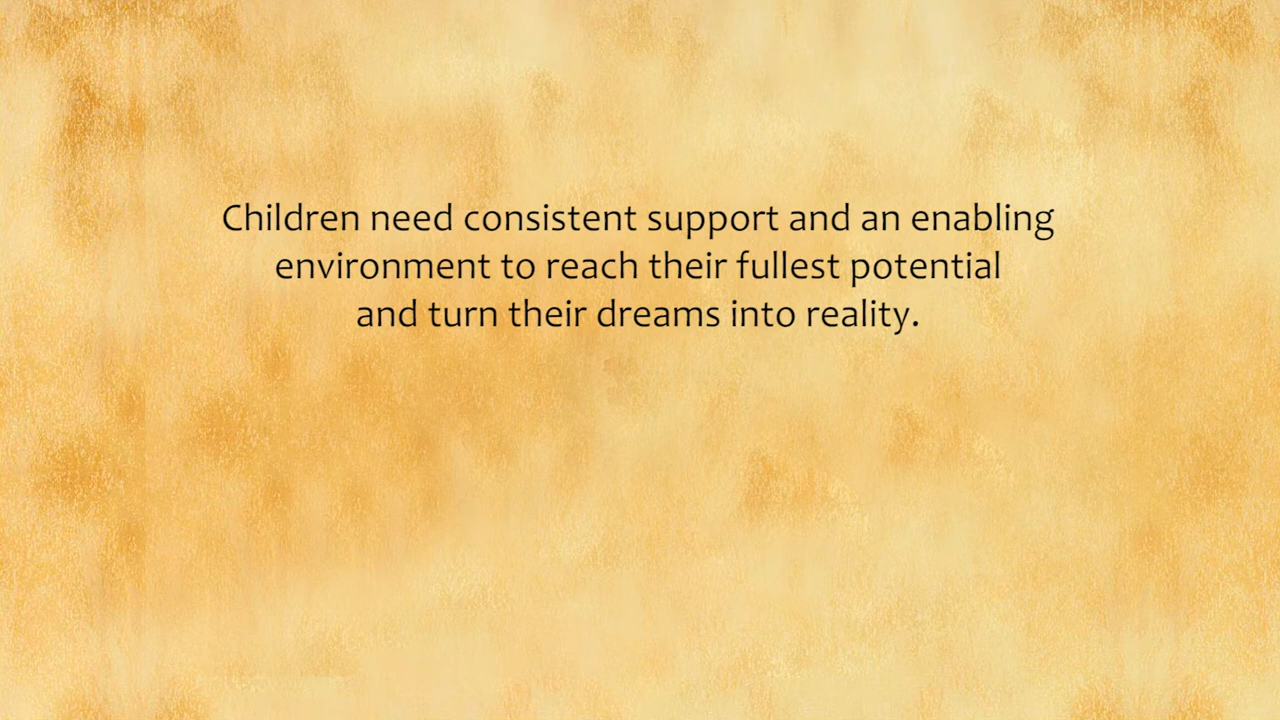 Children need consistent support and an enabling
environment to reach their fullest potential
and turn their dreams into reality.